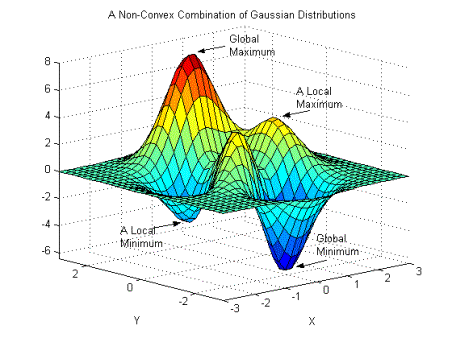 A Non-Convex Combination of Gaussian Distributions
Global
Maximum
A Local
Maximum
8
6
4
2
0
-2
-4
-6
A Local
Minimum
Global
Minimum
2
0
-2
Y
-3
-2
-1
0
1
2
3
X